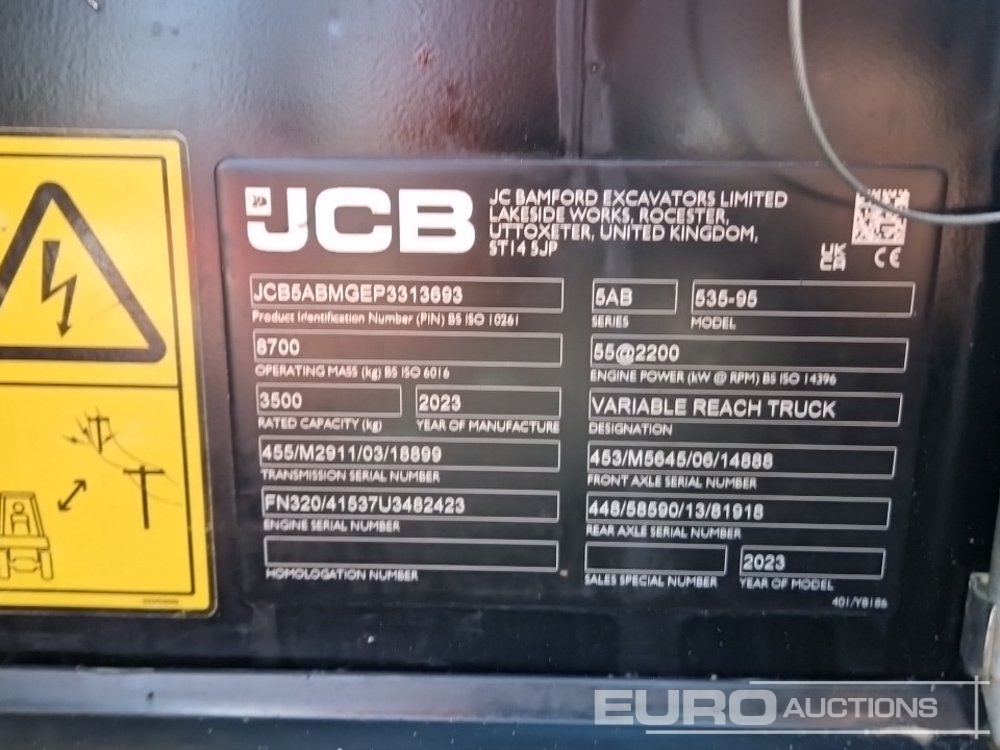 JCB
JC BAMFORD EXCAVATORS LIMITED
LAKESIDE WORKS, ROCESTER,
UTTOXETER, UNITED KINGDOM,
ST14 5JP
UK
CA
CE
JCB5ABMGEP3313693
Product Identification Number (PIN) BS ISO 10261
5AB
SERIES
535-95
MODEL
8700
OPERATING MASS (kg) BS ISO 6016
55@2200
ENGINE POWER (kW @ RPM) BS ISO 14396
3500
RATED CAPACITY (kg)
2023
YEAR OF MANUFACTURE
VARIABLE REACH TRUCK
DESIGNATION
455/M2911/03/18899
TRANSMISSION SERIAL NUMBER
453/M5645/06/14888
FRONT AXLE SERIAL NUMBER
FN320/41537U3482423
ENGINE SERIAL NUMBER
448/58590/13/81918
REAR AXLE SERIAL NUMBER
HOMOLOGATION NUMBER
SALES SPECIAL NUMBER
2023
YEAR OF MODEL
401/Y8186
EURO AUCTIONS